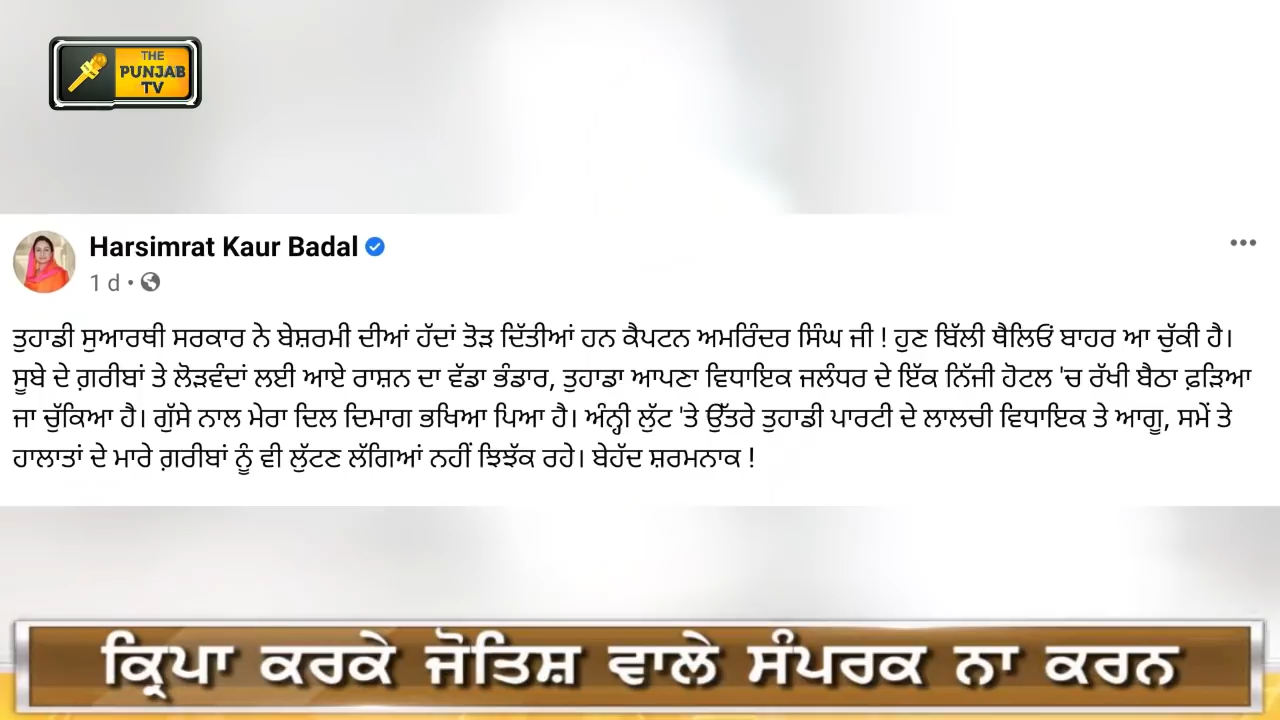 THE
PUNJAB
TV
Harsimrat Kaur Badal
1 d •
ਤੁਹਾਡੀ ਸੁਆਰਥੀ ਸਰਕਾਰ ਨੇ ਬੇਸ਼ਰਮੀ ਦੀਆਂ ਹੱਦਾਂ ਤੋੜ ਦਿੱਤੀਆਂ ਹਨ ਕੈਪਟਨ ਅਮਰਿੰਦਰ ਸਿੰਘ ਜੀ ! ਹੁਣ ਬਿੱਲੀ ਥੈਲਿਓਂ ਬਾਹਰ ਆ ਚੁੱਕੀ ਹੈ।
ਸੂਬੇ ਦੇ ਗ਼ਰੀਬਾਂ ਤੇ ਲੋੜਵੰਦਾਂ ਲਈ ਆਏ ਰਾਸ਼ਨ ਦਾ ਵੱਡਾ ਭੰਡਾਰ, ਤੁਹਾਡਾ ਆਪਣਾ ਵਿਧਾਇਕ ਜਲੰਧਰ ਦੇ ਇੱਕ ਨਿੱਜੀ ਹੋਟਲ 'ਚ ਰੱਖੀ ਬੈਠਾ ਫ਼ੜਿਆ
ਜਾ ਚੁੱਕਿਆ ਹੈ। ਗੁੱਸੇ ਨਾਲ ਮੇਰਾ ਦਿਲ ਦਿਮਾਗ ਭਖਿਆ ਪਿਆ ਹੈ। ਅੰਨ੍ਹੀ ਲੁੱਟ 'ਤੇ ਉੱਤਰੇ ਤੁਹਾਡੀ ਪਾਰਟੀ ਦੇ ਲਾਲਚੀ ਵਿਧਾਇਕ ਤੇ ਆਗੂ, ਸਮੇਂ ਤੇ
ਹਾਲਾਤਾਂ ਦੇ ਮਾਰੇ ਗ਼ਰੀਬਾਂ ਨੂੰ ਵੀ ਲੁੱਟਣ ਲੱਗਿਆਂ ਨਹੀਂ ਝਿਝੱਕ ਰਹੇ। ਬੇਹੱਦ ਸ਼ਰਮਨਾਕ !
ਕ੍ਰਿਪਾ ਕਰਕੇ ਜੋਤਿਸ਼ ਵਾਲੇ ਸੰਪਰਕ ਨਾ ਕਰਨ